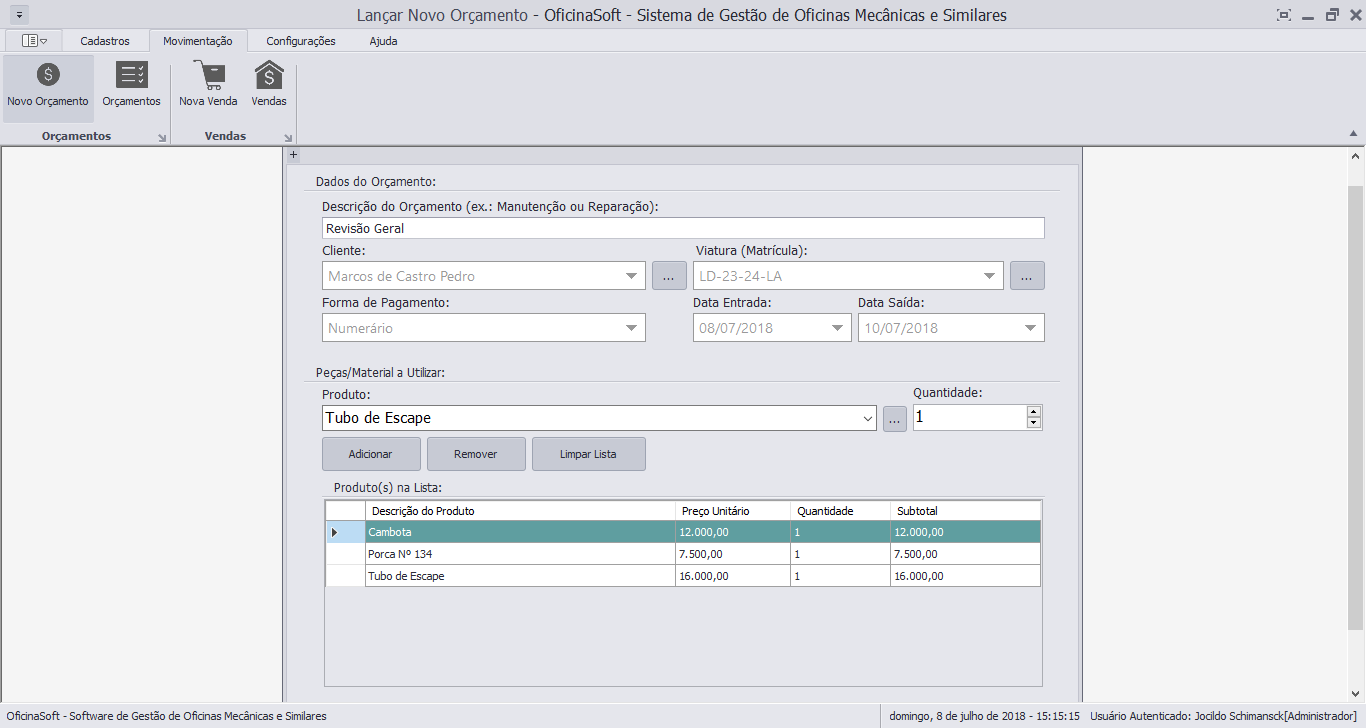 Lançar Novo Orçamento - OficinaSoft - Sistema de Gestão de Oficinas Mecânicas e Similares
Cadastros Movimentação Configurações Ajuda
Novo Orçamento Orçamentos Nova Venda Vendas
Orçamentos Vendas
+
Dados do Orçamento:
Descrição do Orçamento (ex.: Manutenção ou Reparação):
Revisão Geral
Cliente: Viatura (Matrícula):
Marcos de Castro Pedro ... LD-23-24-LA ...
Forma de Pagamento: Data Entrada: Data Saída:
Numerário 08/07/2018 10/07/2018
Peças/Material a Utilizar:
Produto: Quantidade:
Tubo de Escape ... 1
Adicionar Remover Limpar Lista
Produto(s) na Lista:
Descrição do Produto Preço Unitário Quantidade Subtotal
Cambota 12.000,00 1 12.000,00
Porca Nº 134 7.500,00 1 7.500,00
Tubo de Escape 16.000,00 1 16.000,00
OficinaSoft - Software de Gestão de Oficinas Mecânicas e Similares domingo, 8 de julho de 2018 - 15:15:15 Usuário Autenticado: Jocildo Schimansck[Administrador]